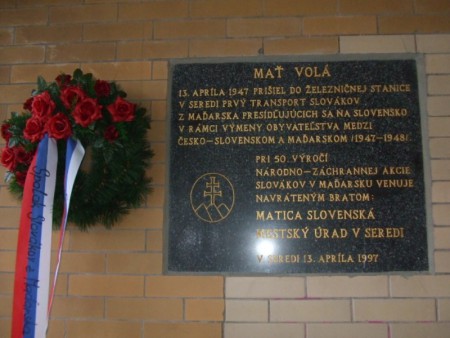 MAŤ VOLÁ
13. APRÍLA 1947 PRIŠIEL DO ŽELEZNIČNEJ STANICE
V SEREDI PRVÝ TRANSPORT SLOVÁKOV
Z MAĎARSKA PRESÍDĽUJÚCICH SA NA SLOVENSKO
V RÁMCI VÝMENY OBYVATEĽSTVA MEDZI
ČESKO-SLOVENSKOM A MAĎARSKOM /1947-1948/.
PRI 50. VÝROČÍ
NÁRODNO-ZÁCHRANNEJ AKCIE
SLOVÁKOV V MAĎARSKU VENUJE
NAVRÁTENÝM BRATOM:
MATICA SLOVENSKÁ
MESTSKÝ ÚRAD V SEREDI
V SEREDI 13. APRÍLA 1997
Slovákov z